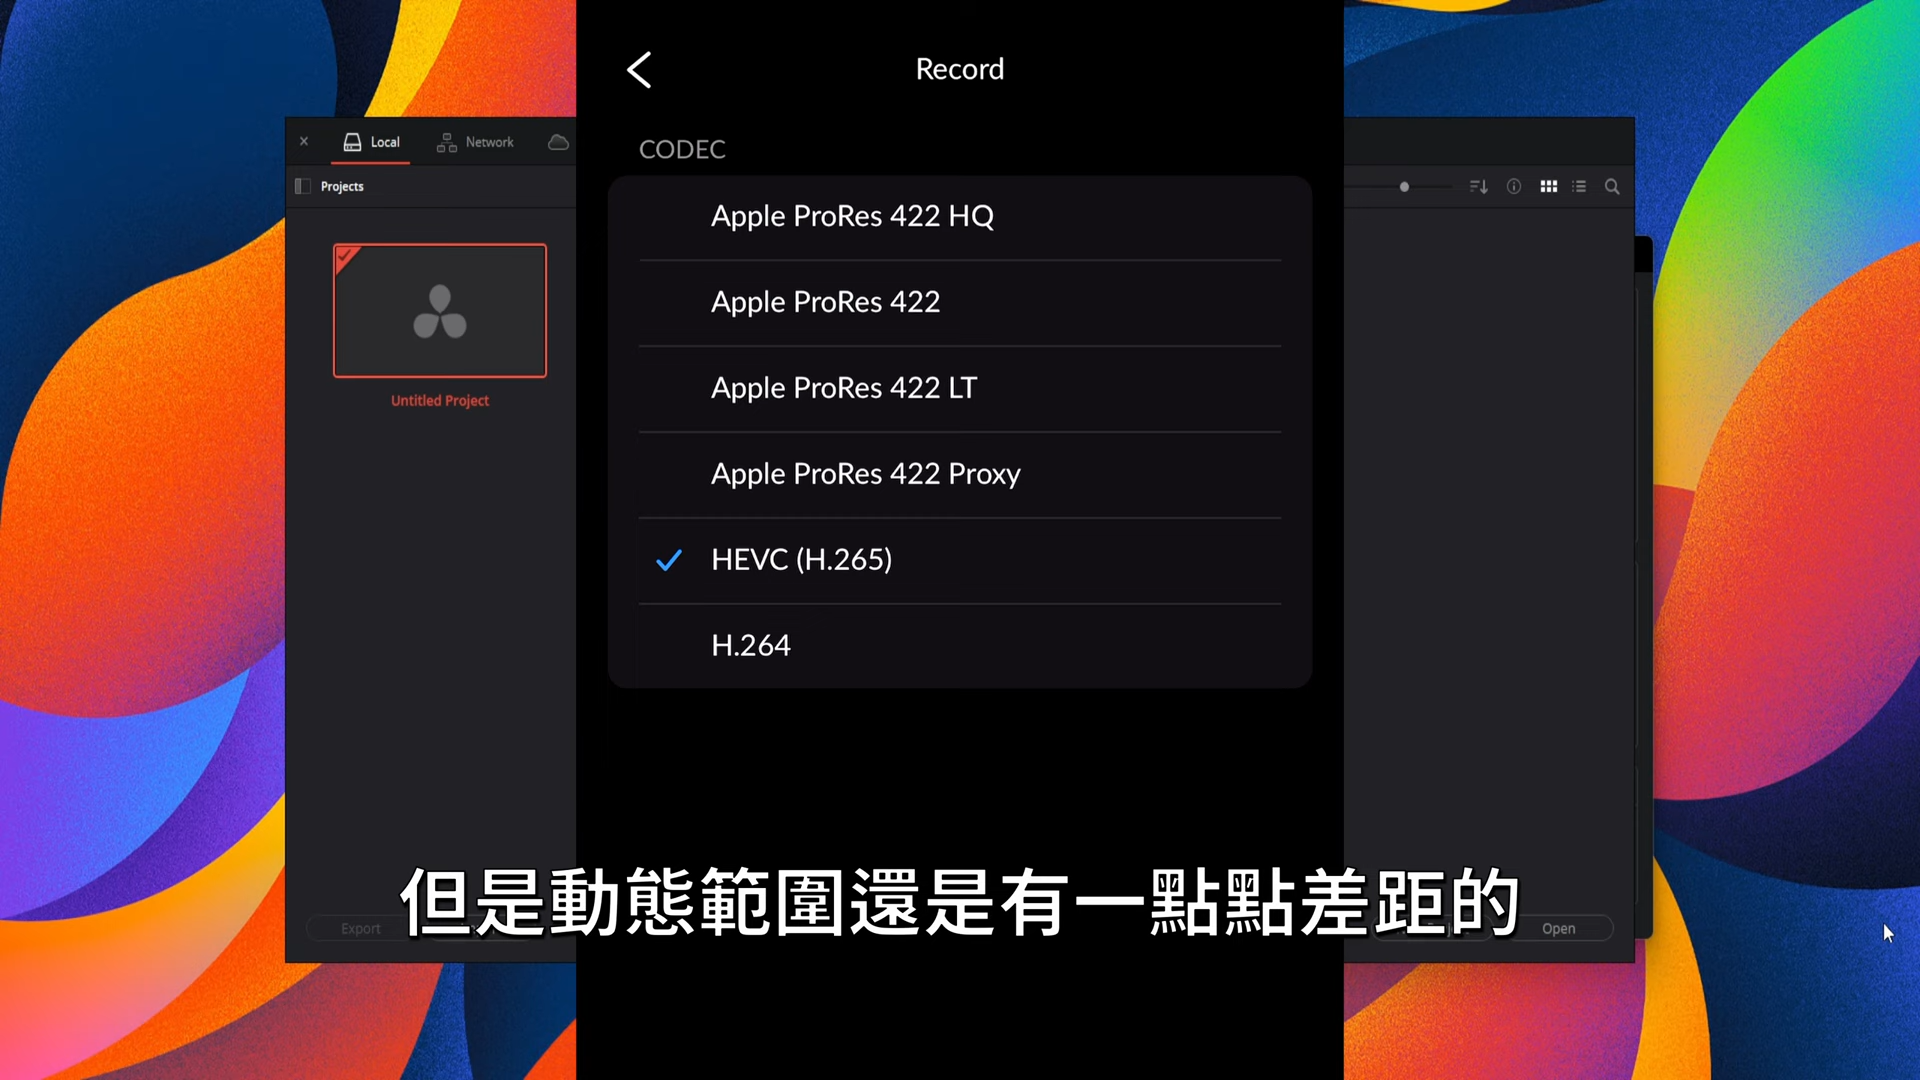 Record
Local
Network
Projects
CODEC
Apple ProRes 422 HQ
Apple ProRes 422
Apple ProRes 422 LT
Apple ProRes 422 Proxy
HEVC (H.265)
H.264
Untitled Project
但是動態範圍還是有一點點差距的
Export
Open